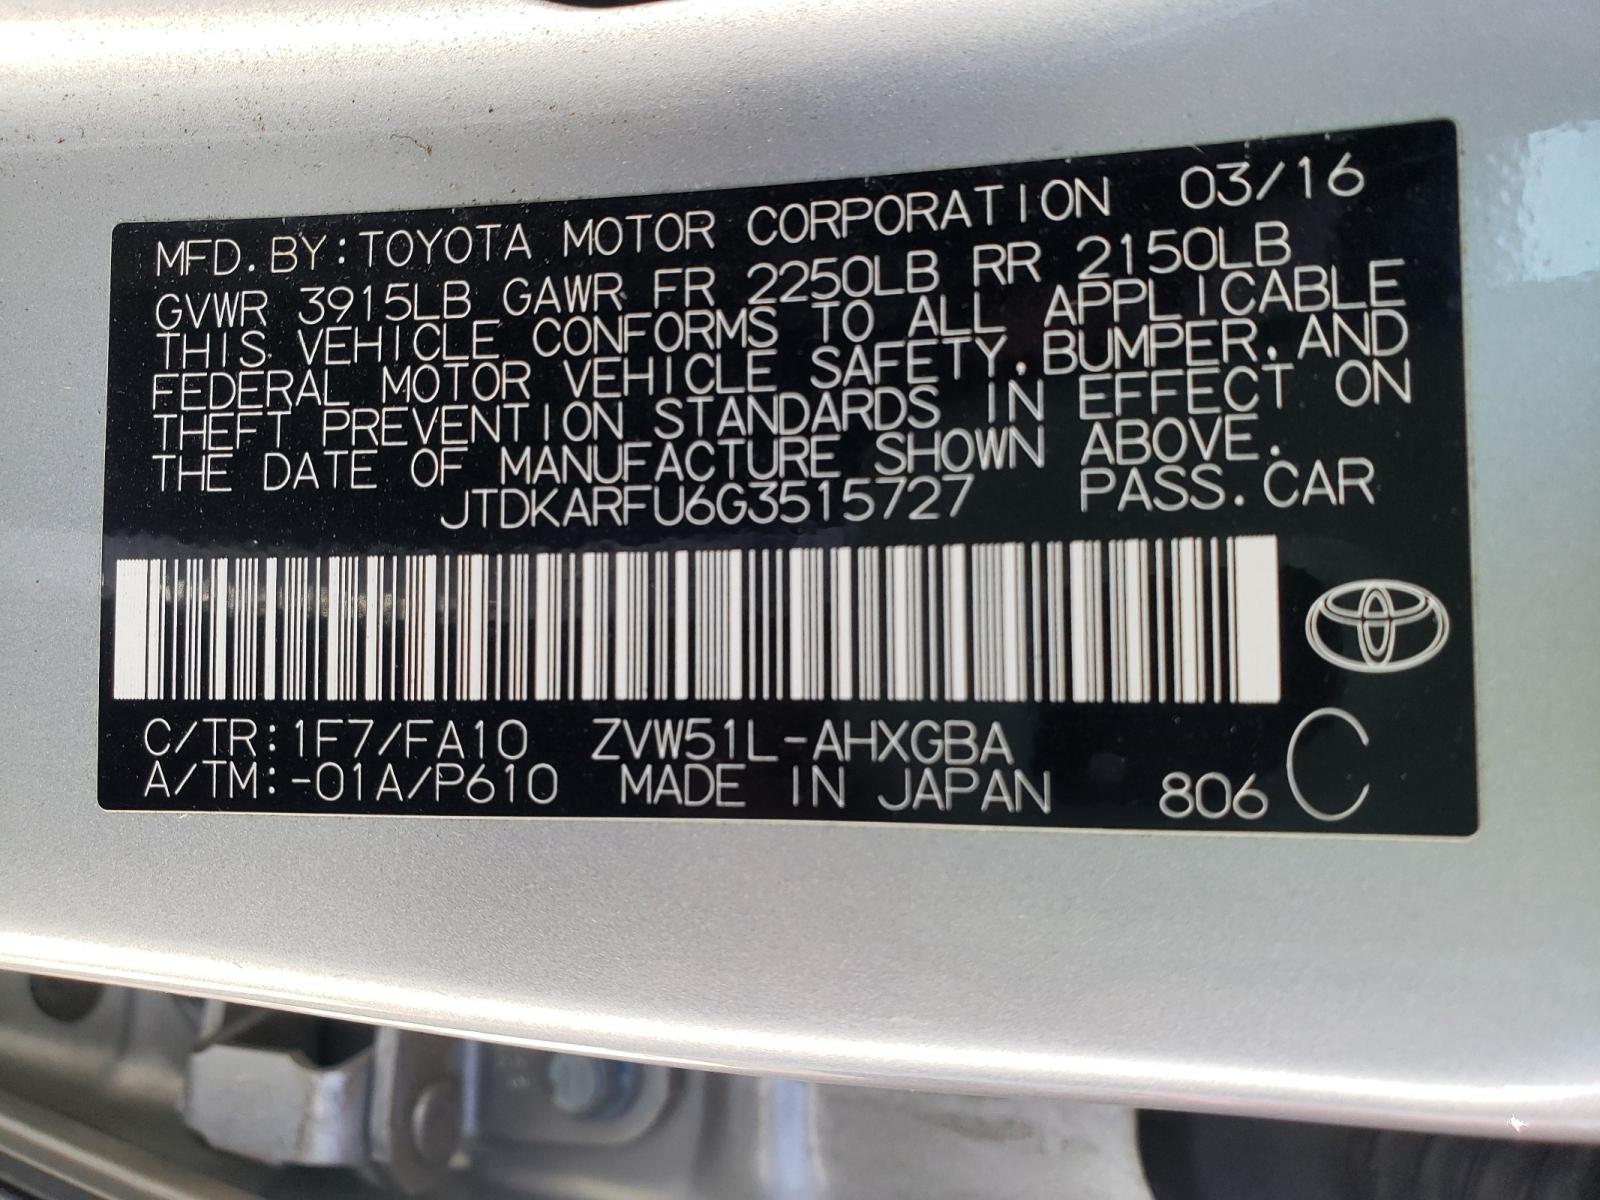 MFD. BY: TOYOTA MOTOR CORPORATION 03/16
GVWR 3915LB GAWR FR 2250LB RR 2150LB
THIS VEHICLE CONFORMS TO ALL APPLICABLE
FEDERAL MOTOR VEHICLE SAFETY, BUMPER, AND
THEFT PREVENTION STANDARDS IN EFFECT ON
THE DATE OF MANUFACTURE SHOWN ABOVE.
JTDKARFU6G3515727 PASS. CAR
C/TR: 1F7/FA10 ZVW51L-AHXGBA
A/TM: -01A/P610 MADE IN JAPAN 806 C